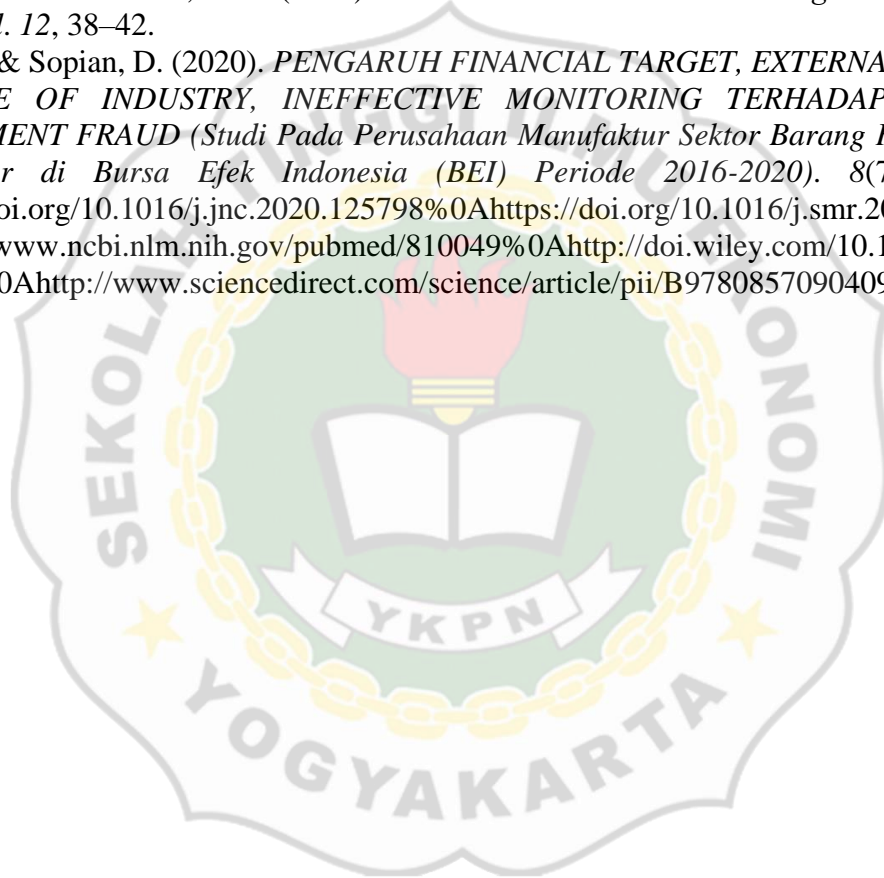 l. 12, 38–42.
& Sopian, D. (2020). PENGARUH FINANCIAL TARGET, EXTERNA
E OF INDUSTRY, INEFFECTIVE MONITORING TERHADAP
MENT FRAUD (Studi Pada Perusahaan Manufaktur Sektor Barang
r di Bursa Efek Indonesia (BEI) Periode 2016-2020). 8(7
oi.org/10.1016/j.jnc.2020.125798%0Ahttps://doi.org/10.1016/j.smr.20
www.ncbi.nlm.nih.gov/pubmed/810049%0Ahttp://doi.wiley.com/10.1
0Ahttp://www.sciencedirect.com/science/article/pii/B9780857090409
SEKOLAH TINGGI ILMU EKONOMI
YKPN
YOGYAKARTA